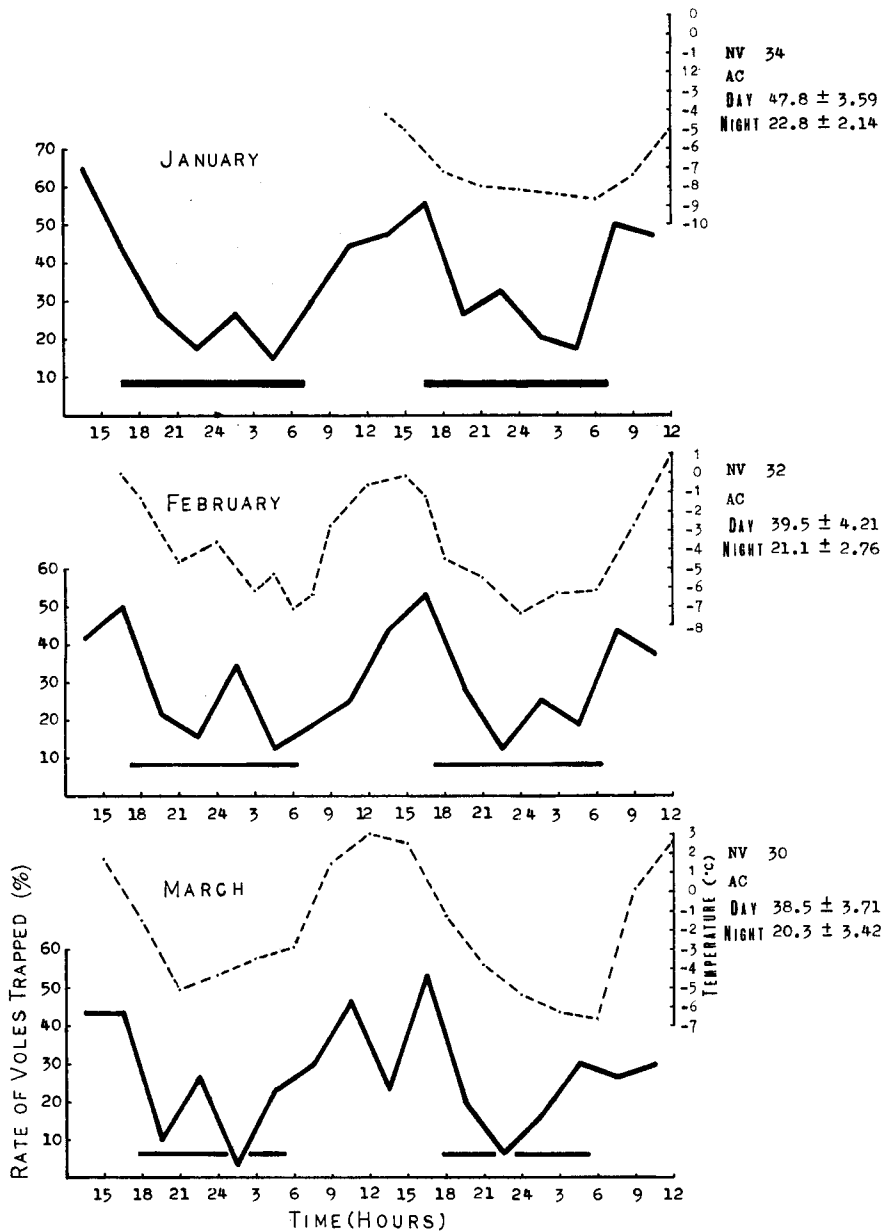 0
0
-1
12
-3
-4
-5
-6
-7
-8
-9
-10
NV 34
AC
DAY 47.8 ± 3.59
NIGHT 22.8 ± 2.14
JANUARY
70
60
50
40
30
20
10
15 18 21 24 3 6 9 12 15 18 21 24 3 6 9 12
1
0
-1
-2
-3
-4
-5
-6
-7
-8
NV 32
AC
DAY 39.5 ± 4.21
NIGHT 21.1 ± 2.76
FEBRUARY
60
50
40
30
20
10
15 18 21 24 3 6 9 12 15 18 21 24 3 6 9 12
3
2
1
0
-1
-2
-3
-4
-5
-6
-7
TEMPERATURE (°C)
NV 30
AC
DAY 38.5 ± 3.71
NIGHT 20.3 ± 3.42
MARCH
60
50
40
30
20
10
RATE OF VOLES TRAPPED (%)
15 18 21 24 3 6 9 12 15 18 21 24 3 6 9 12
TIME (HOURS)